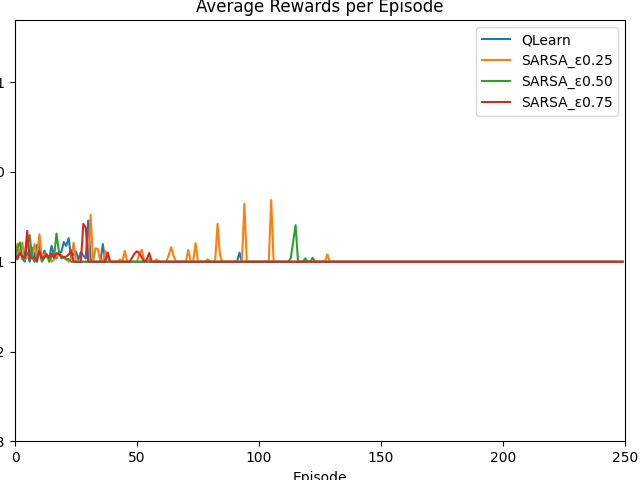 Average Rewards per Episode
QLearn
SARSA_ε0.25
SARSA_ε0.50
SARSA_ε0.75
1
0
1
2
3
0 50 100 150 200 250
Episode